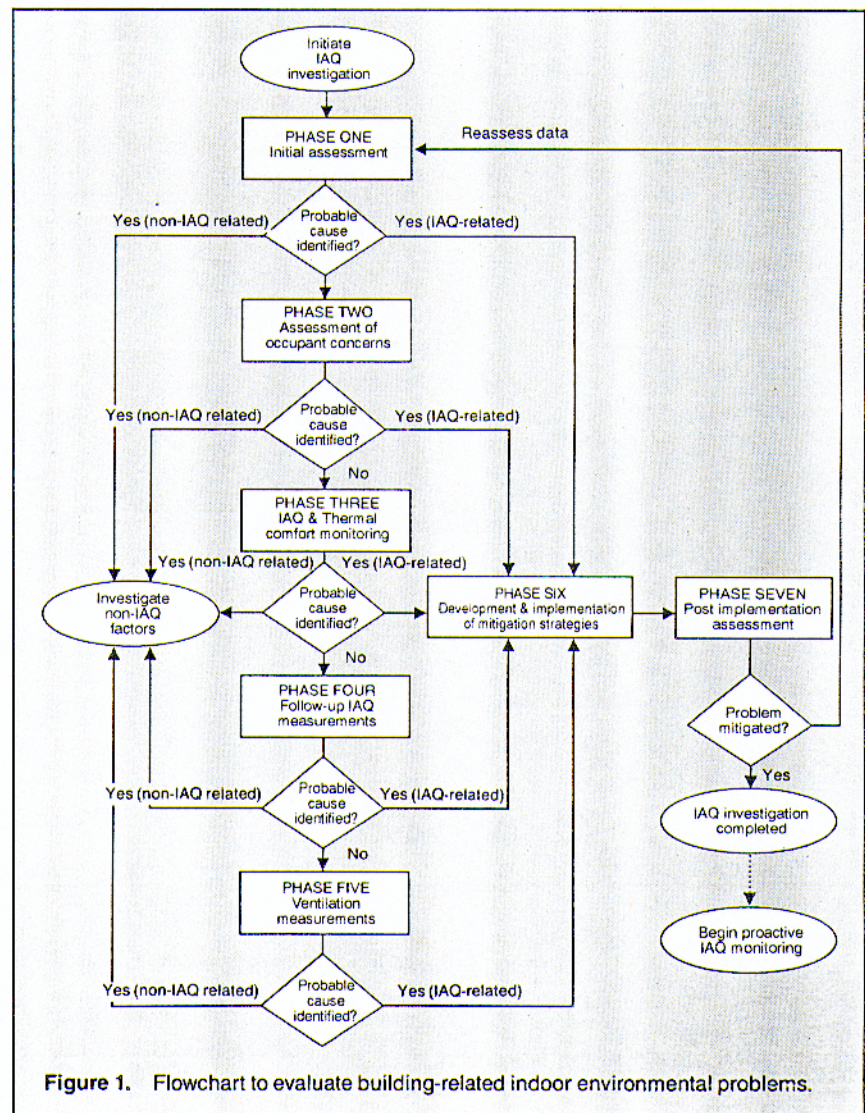 Initiate
IAQ
investigation
PHASE ONE
Initial assessment
Reassess data
Yes (non-IAQ related)
Probable
cause
identified?
Yes (IAQ-related)
PHASE TWO
Assessment of
occupant concerns
Yes (non-IAQ related)
Probable
cause
identified?
Yes (IAQ-related)
No
PHASE THREE
IAQ & Thermal
comfort monitoring
Yes (non-IAQ related)
Yes (IAQ-related)
Investigate
non-IAQ
factors
Probable
cause
identified?
PHASE SIX
Development & implementation
of mitigation strategies
PHASE SEVEN
Post implementation
assessment
No
PHASE FOUR
Follow-up IAQ
measurements
Problem
mitigated?
Yes
Yes (non-IAQ related)
Probable
cause
identified?
Yes (IAQ-related)
IAQ investigation
completed
No
PHASE FIVE
Ventilation
measurements
Begin proactive
IAQ monitoring
Yes (non-IAQ related)
Probable
cause
identified?
Yes (IAQ-related)
Figure 1. Flowchart to evaluate building-related indoor environmental problems.